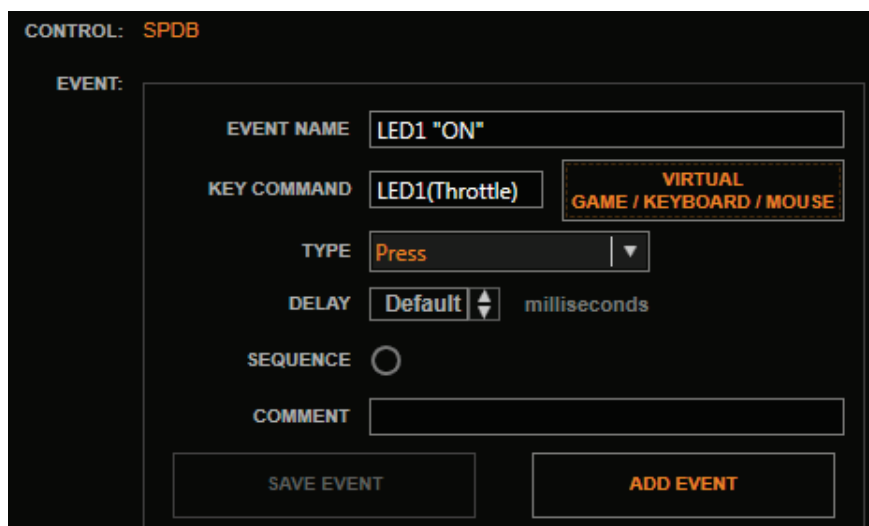 CONTROL: SPDB
EVENT:
EVENT NAME LED1 "ON"
KEY COMMAND LED1(Throttle) VIRTUAL
GAME / KEYBOARD / MOUSE
TYPE Press
DELAY Default milliseconds
SEQUENCE
COMMENT
SAVE EVENT ADD EVENT